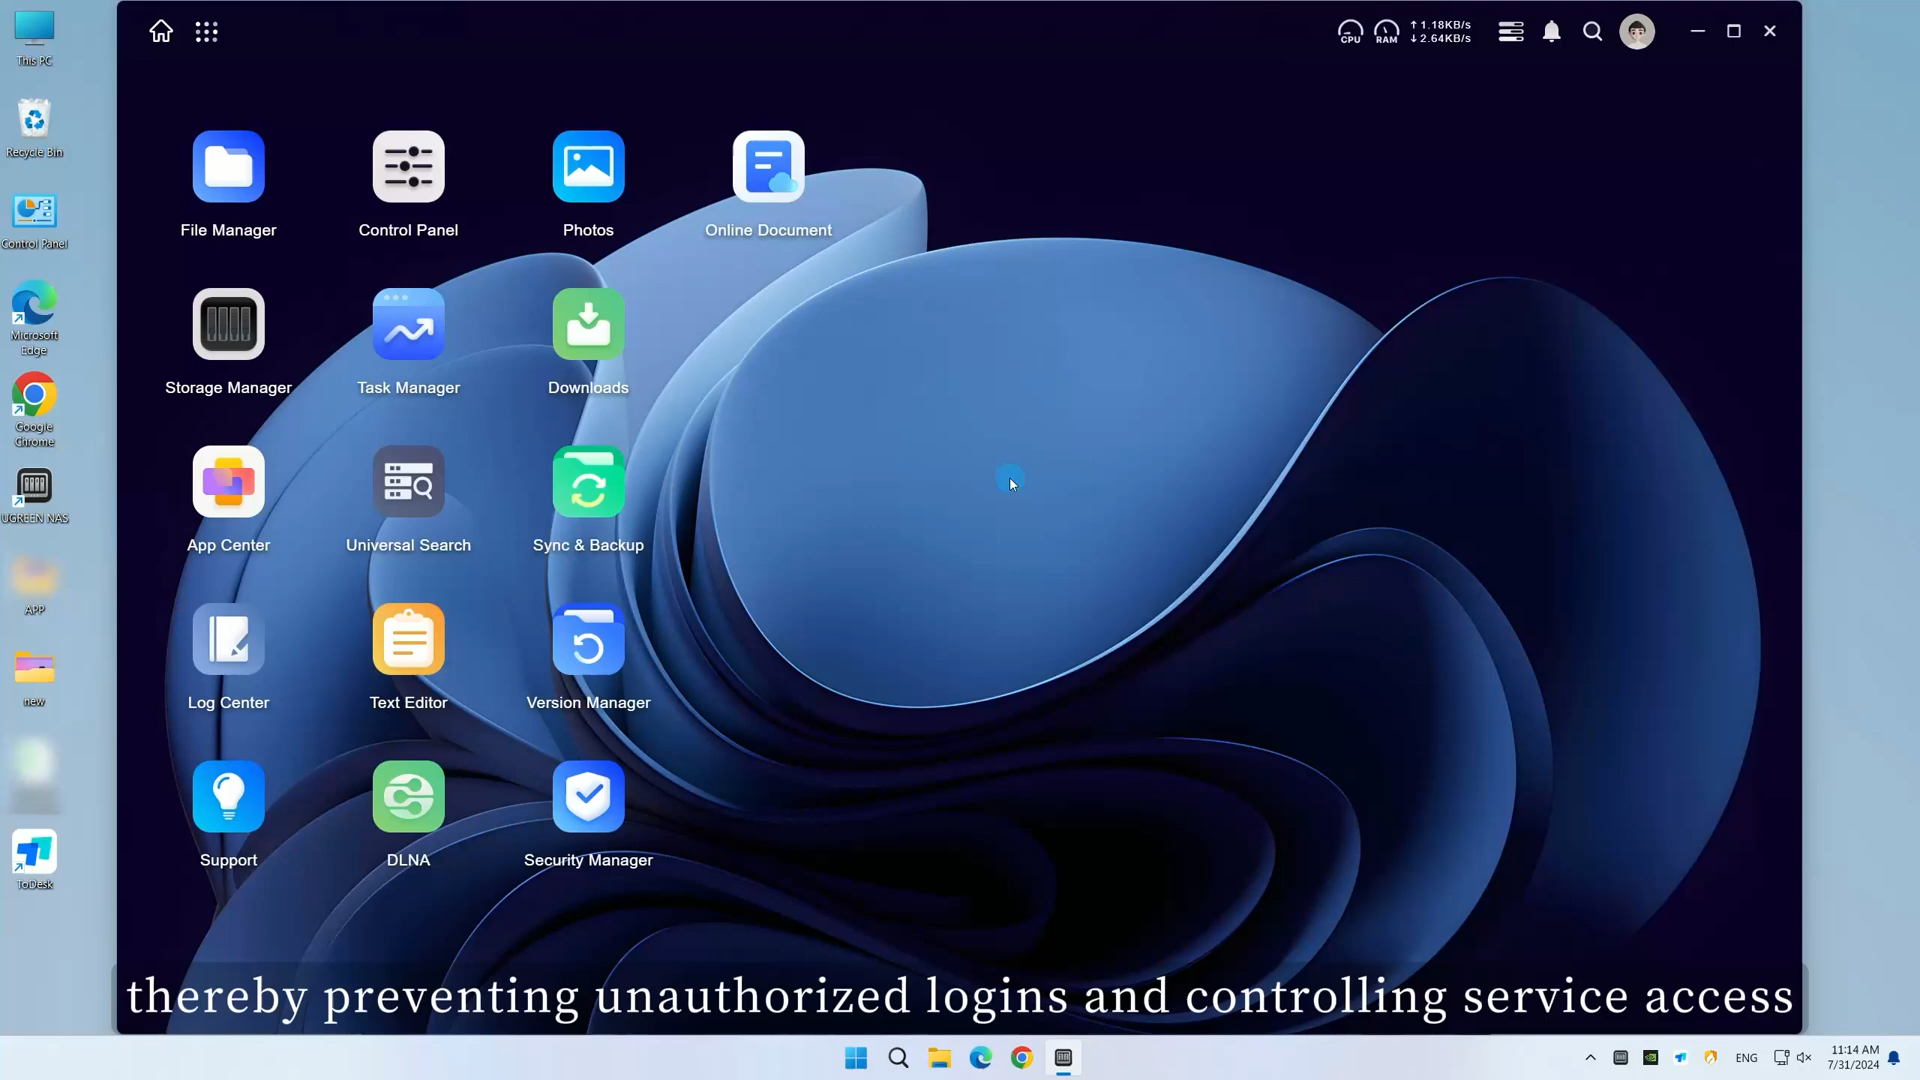 This PC
Recycle Bin
Control Panel
Microsoft
Edge
Google
Chrome
UGREEN NAS
APP
new
ToDesk
CPU
RAM
↑ 1.18KB/s
↓ 2.64KB/s
File Manager
Control Panel
Photos
Online Document
Storage Manager
Task Manager
Downloads
App Center
Universal Search
Sync & Backup
Log Center
Text Editor
Version Manager
Support
DLNA
Security Manager
thereby preventing unauthorized logins and controlling service access
ENG
11:14 AM
7/31/2024